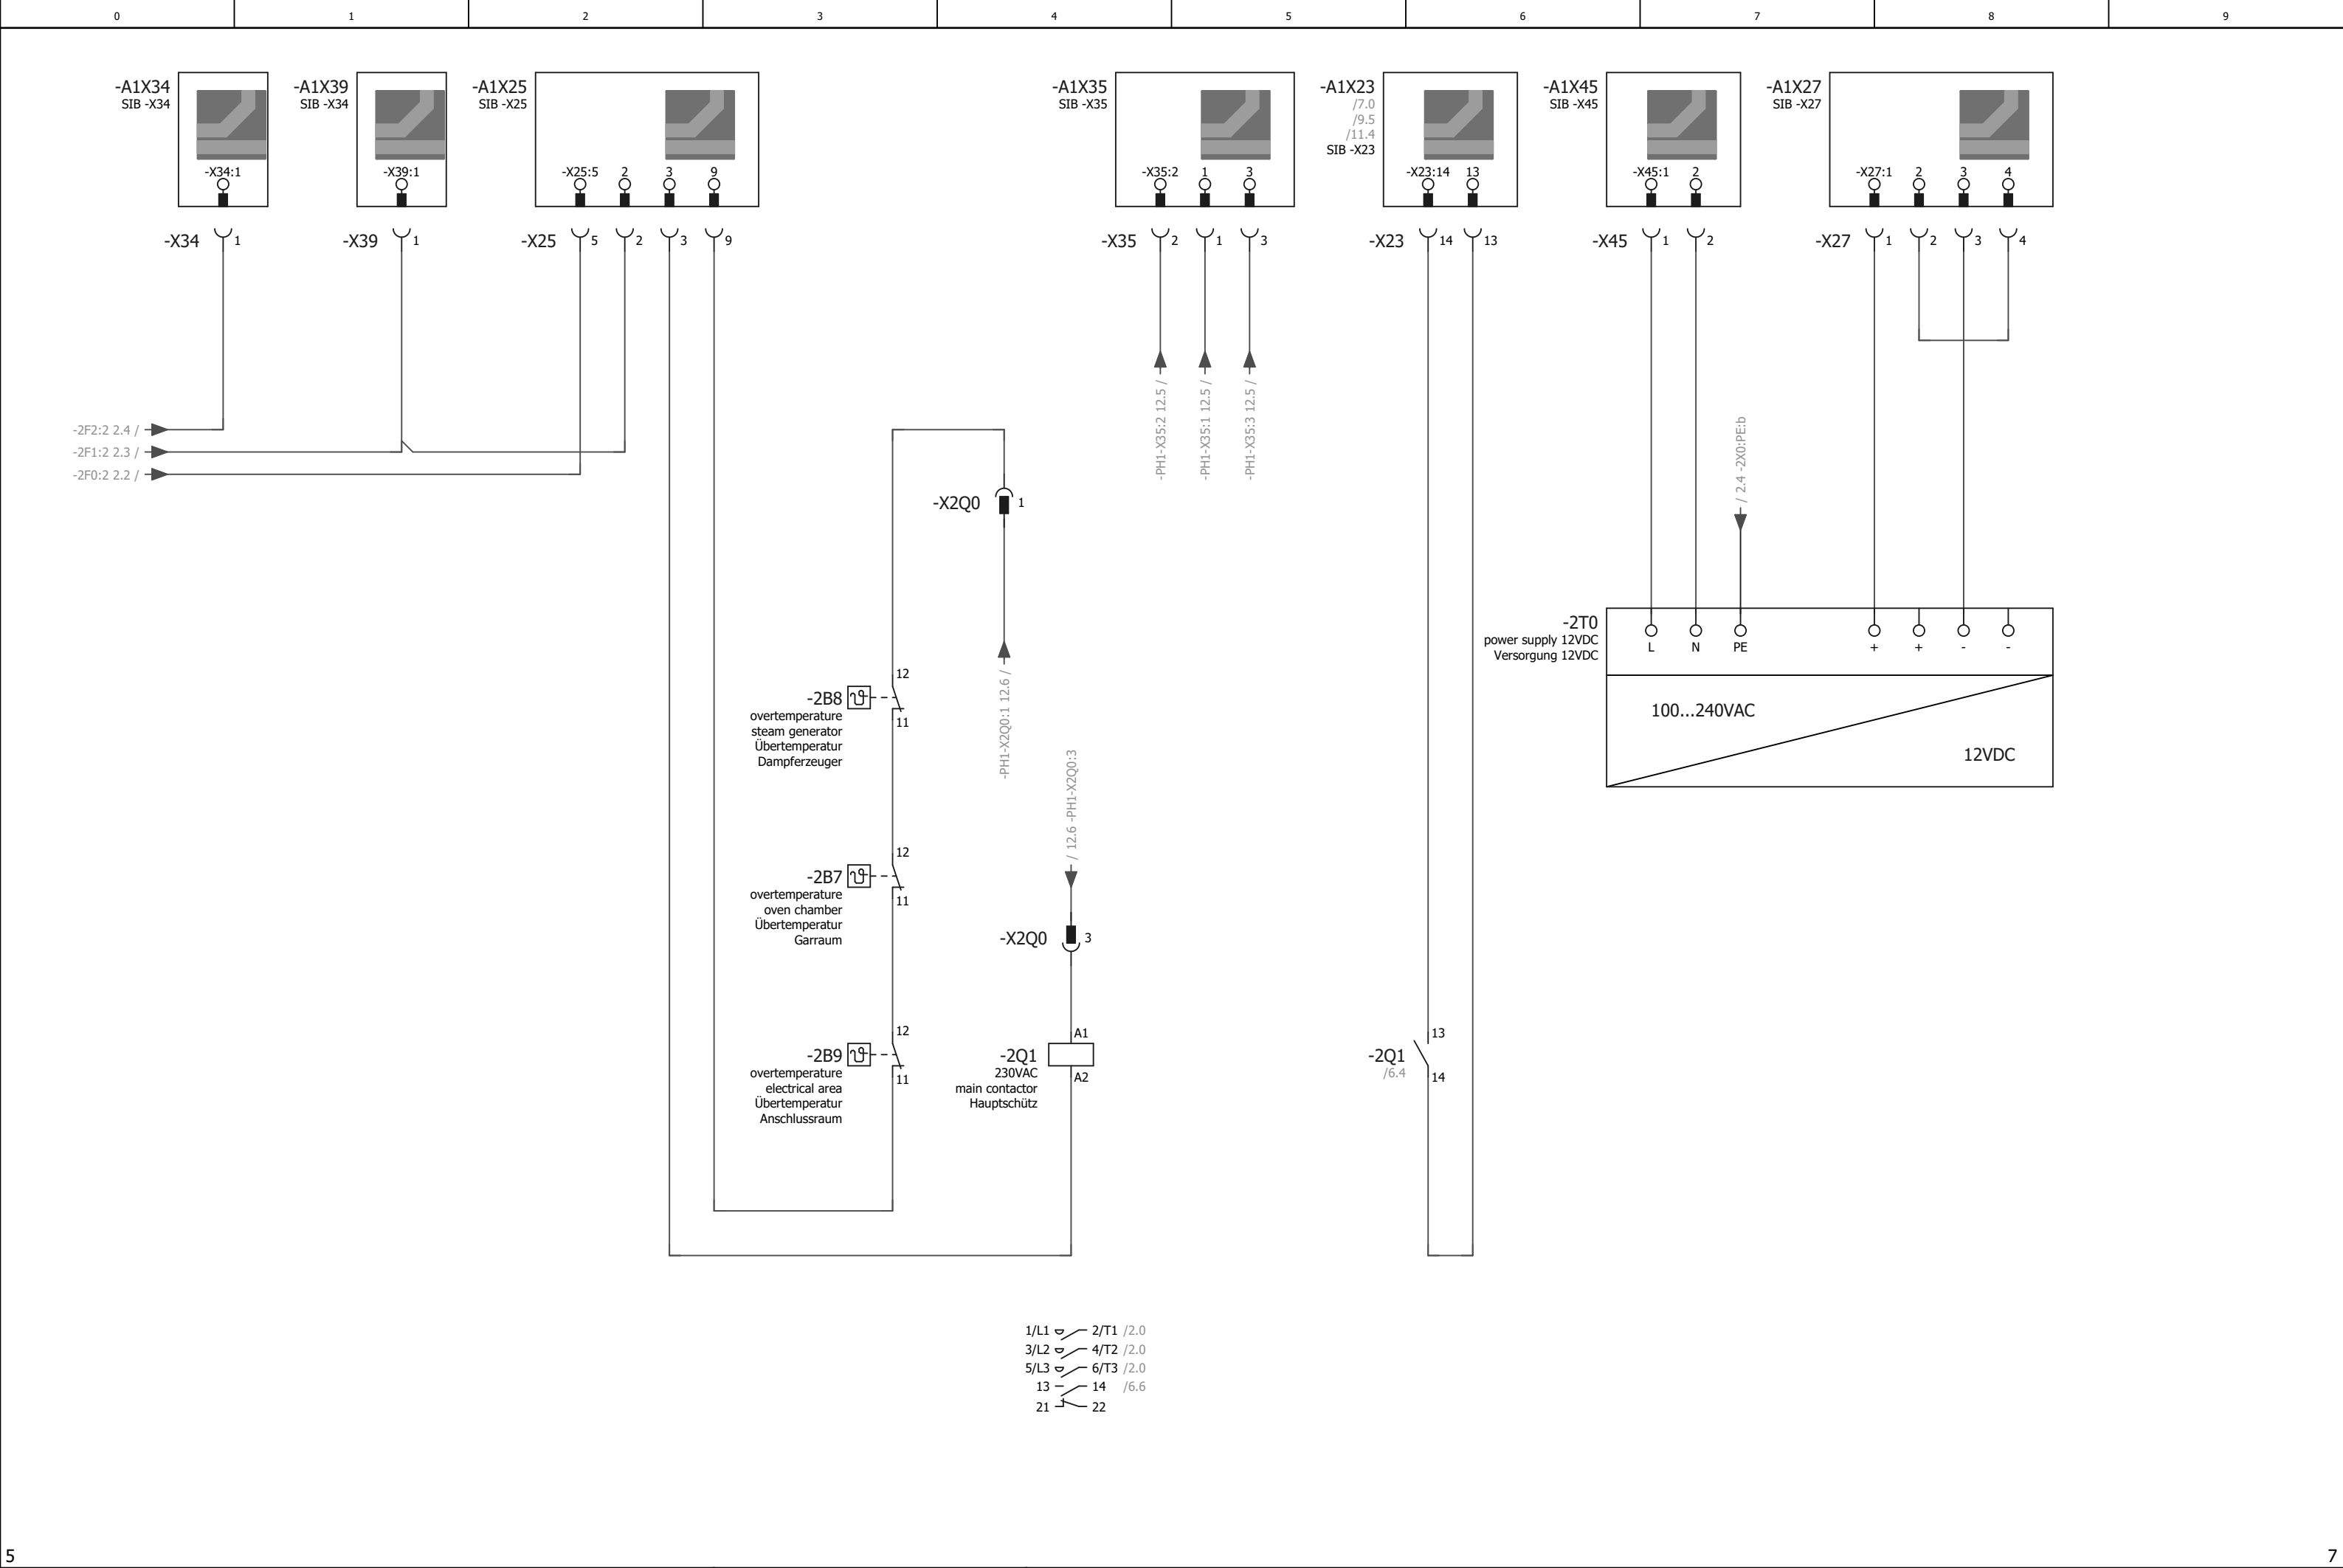 0 1 2 3 4 5 6 7 8 9
-A1X34
SIB -X34
-X34:1
-X34 1
-A1X39
SIB -X34
-X39:1
-X39 1
-A1X25
SIB -X25
-X25:5 2 3 9
-X25 5 2 3 9
-A1X35
SIB -X35
-X35:2 1 3
-X35 2 1 3
-A1X23
/7.0
/9.5
/11.4
SIB -X23
-X23:14 13
-X23 14 13
-A1X45
SIB -X45
-X45:1 2
-X45 1 2
-A1X27
SIB -X27
-X27:1 2 3 4
-X27 1 2 3 4
-2F2:2 2.4 /
-2F1:2 2.3 /
-2F0:2 2.2 /
-PH1-X35:2 12.5 /
-PH1-X35:1 12.5 /
-PH1-X35:3 12.5 /
/ 2.4 -2X0:PE:b
-X2Q0 1
-PH1-X2Q0:1 12.6 /
12
-2B8
11
overtemperature
steam generator
Übertemperatur
Dampferzeuger
12
-2B7
11
overtemperature
oven chamber
Übertemperatur
Garraum
12
-2B9
11
overtemperature
electrical area
Übertemperatur
Anschlussraum
/ 12.6 -PH1-X2Q0:3
-X2Q0 3
A1
-2Q1
230VAC
A2
main contactor
Hauptschütz
13
-2Q1
/6.4
14
-2T0
power supply 12VDC
Versorgung 12VDC
L N PE + + - -
100...240VAC
12VDC
1/L1 2/T1 /2.0
3/L2 4/T2 /2.0
5/L3 6/T3 /2.0
13 14 /6.6
21 22
5 7